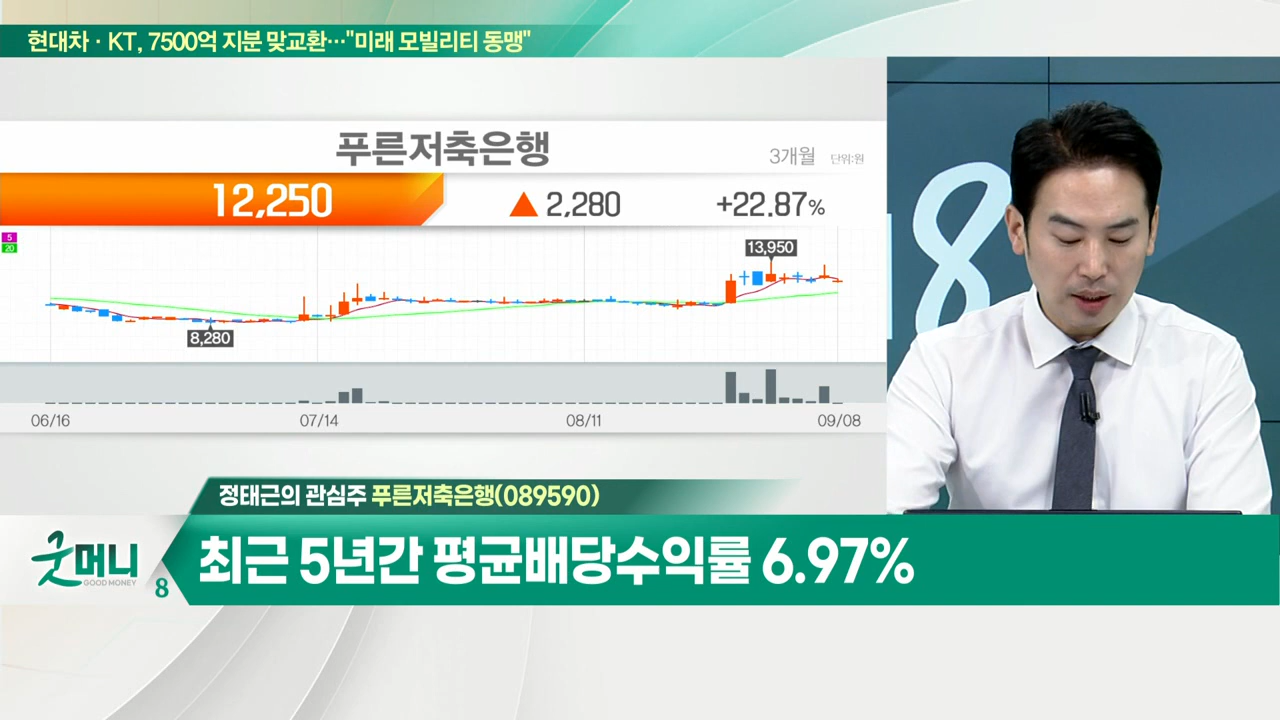 현대차 · KT, 7500억 지분 맞교환…"미래 모빌리티 동맹"
푸른저축은행
3개월 단위:원
12,250 ▲ 2,280 +22.87%
5
20
13,950
8,280
06/16 07/14 08/11 09/08
8
정태근의 관심주 푸른저축은행(089590)
굿머니
GOOD MONEY
8
최근 5년간 평균배당수익률 6.97%